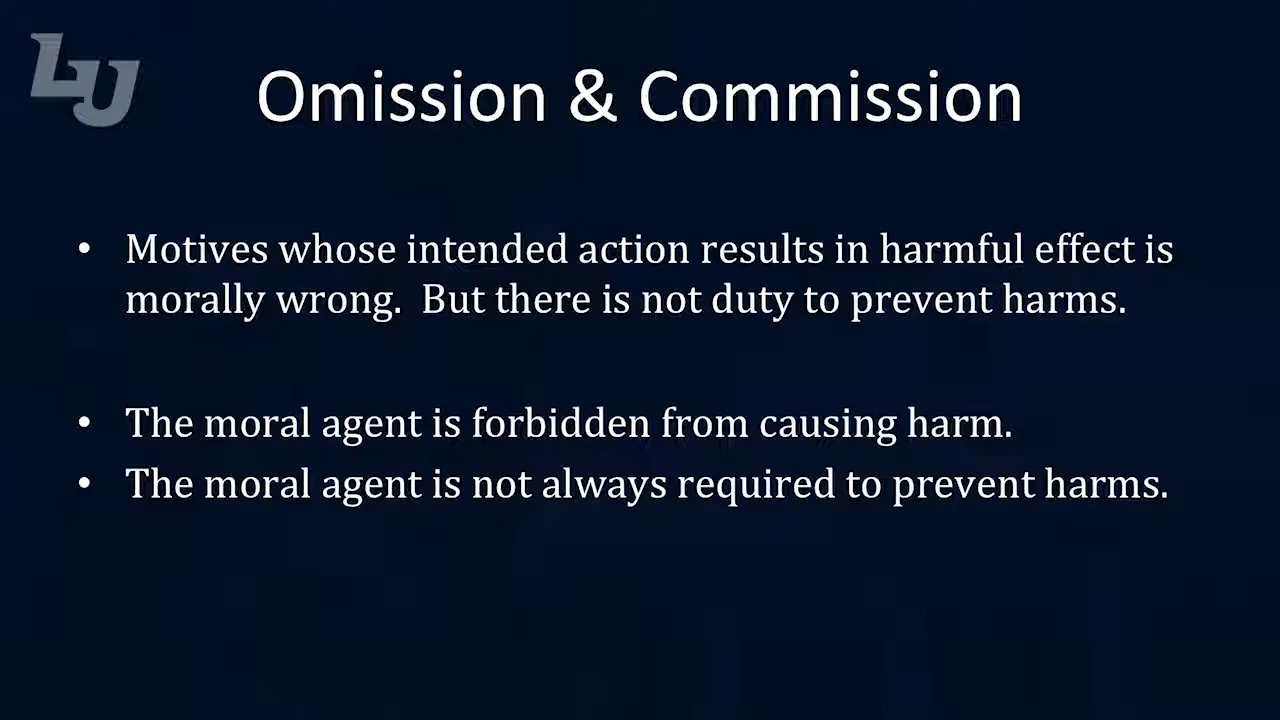 LU
Omission & Commission
• Motives whose intended action results in harmful effect is
morally wrong.  But there is not duty to prevent harms.
• The moral agent is forbidden from causing harm.
• The moral agent is not always required to prevent harms.